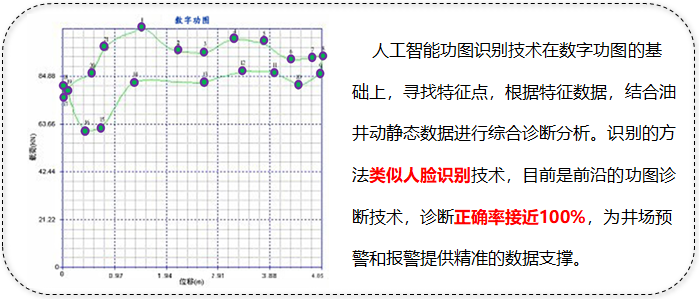 数字功图
84.88
63.66
42.44
21.22
0
载荷(KN)
0
0.97
1.94
2.91
3.88
4.85
位移(m)
人工智能功图识别技术在数字功图的基
础上，寻找特征点，根据特征数据，结合油
井动静态数据进行综合诊断分析。识别的方
法类似人脸识别技术，目前是前沿的功图诊
断技术，诊断正确率接近100%，为井场预
警和报警提供精准的数据支撑。